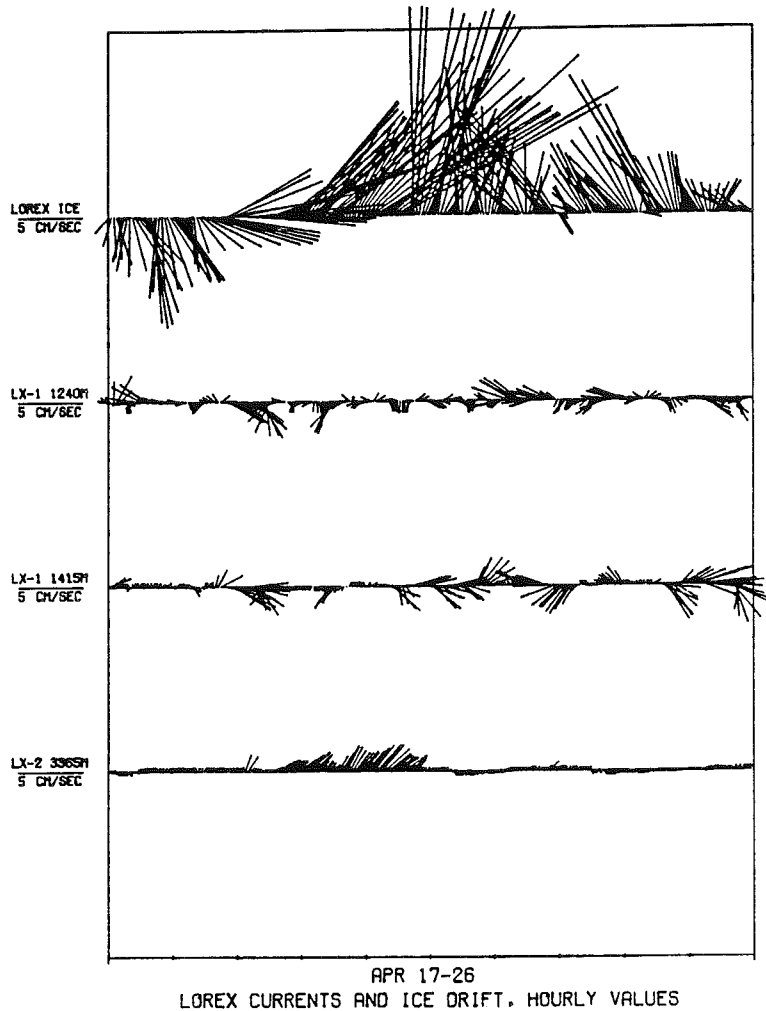 LOREX ICE
5 CM/SEC
LX-1 1240M
5 CM/SEC
LX-1 1415M
5 CM/SEC
LX-2 3365M
5 CM/SEC
APR 17-26
LOREX CURRENTS AND ICE DRIFT. HOURLY VALUES